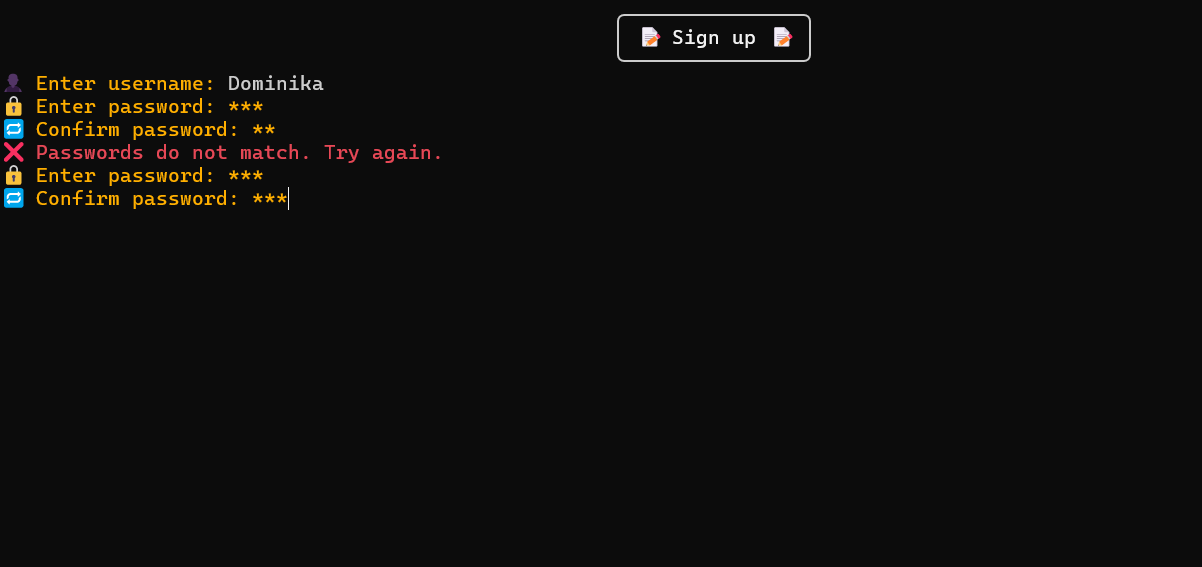 📝 Sign up 📝
👤 Enter username: Dominika
🔒 Enter password: ***
🔁 Confirm password: **
❌ Passwords do not match. Try again.
🔒 Enter password: ***
🔁 Confirm password: ***